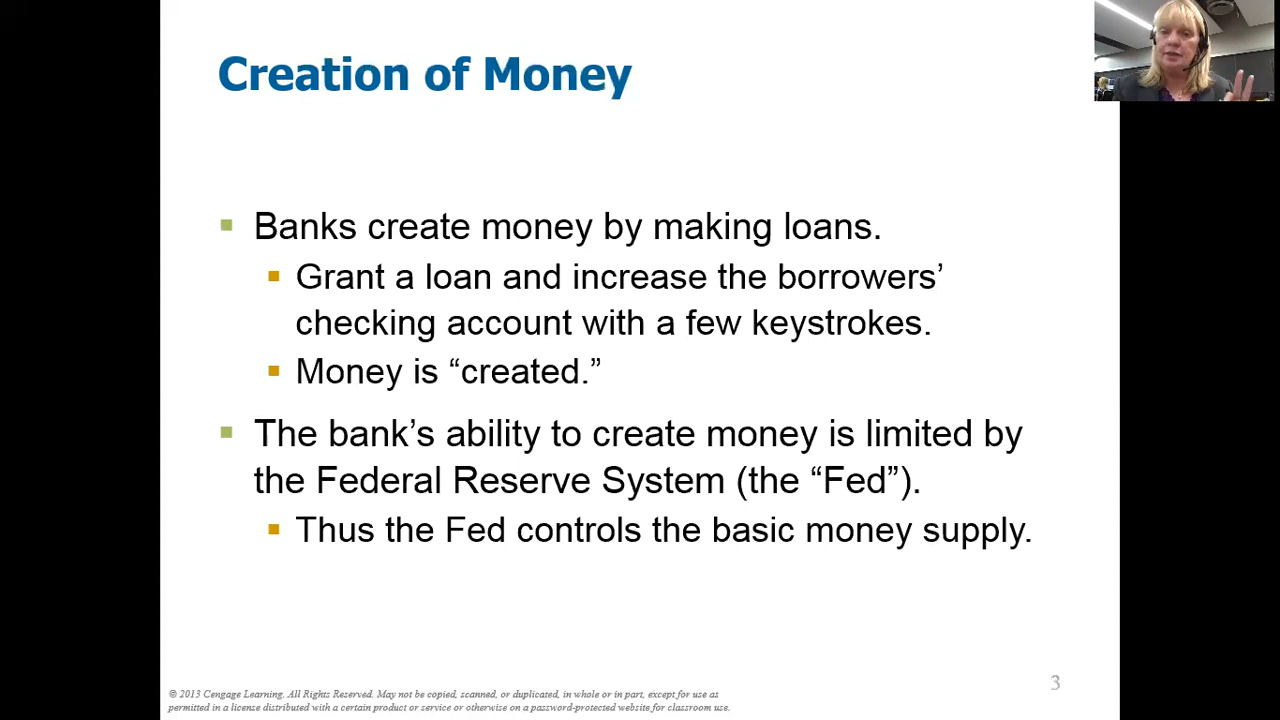 Creation of Money
Banks create money by making loans.
Grant a loan and increase the borrowers’
checking account with a few keystrokes.
Money is “created.”
The bank’s ability to create money is limited by
the Federal Reserve System (the “Fed”).
Thus the Fed controls the basic money supply.
© 2013 Cengage Learning. All Rights Reserved. May not be copied, scanned, or duplicated, in whole or in part, except for use as
permitted in a license distributed with a certain product or service or otherwise on a password-protected website for classroom use.
3